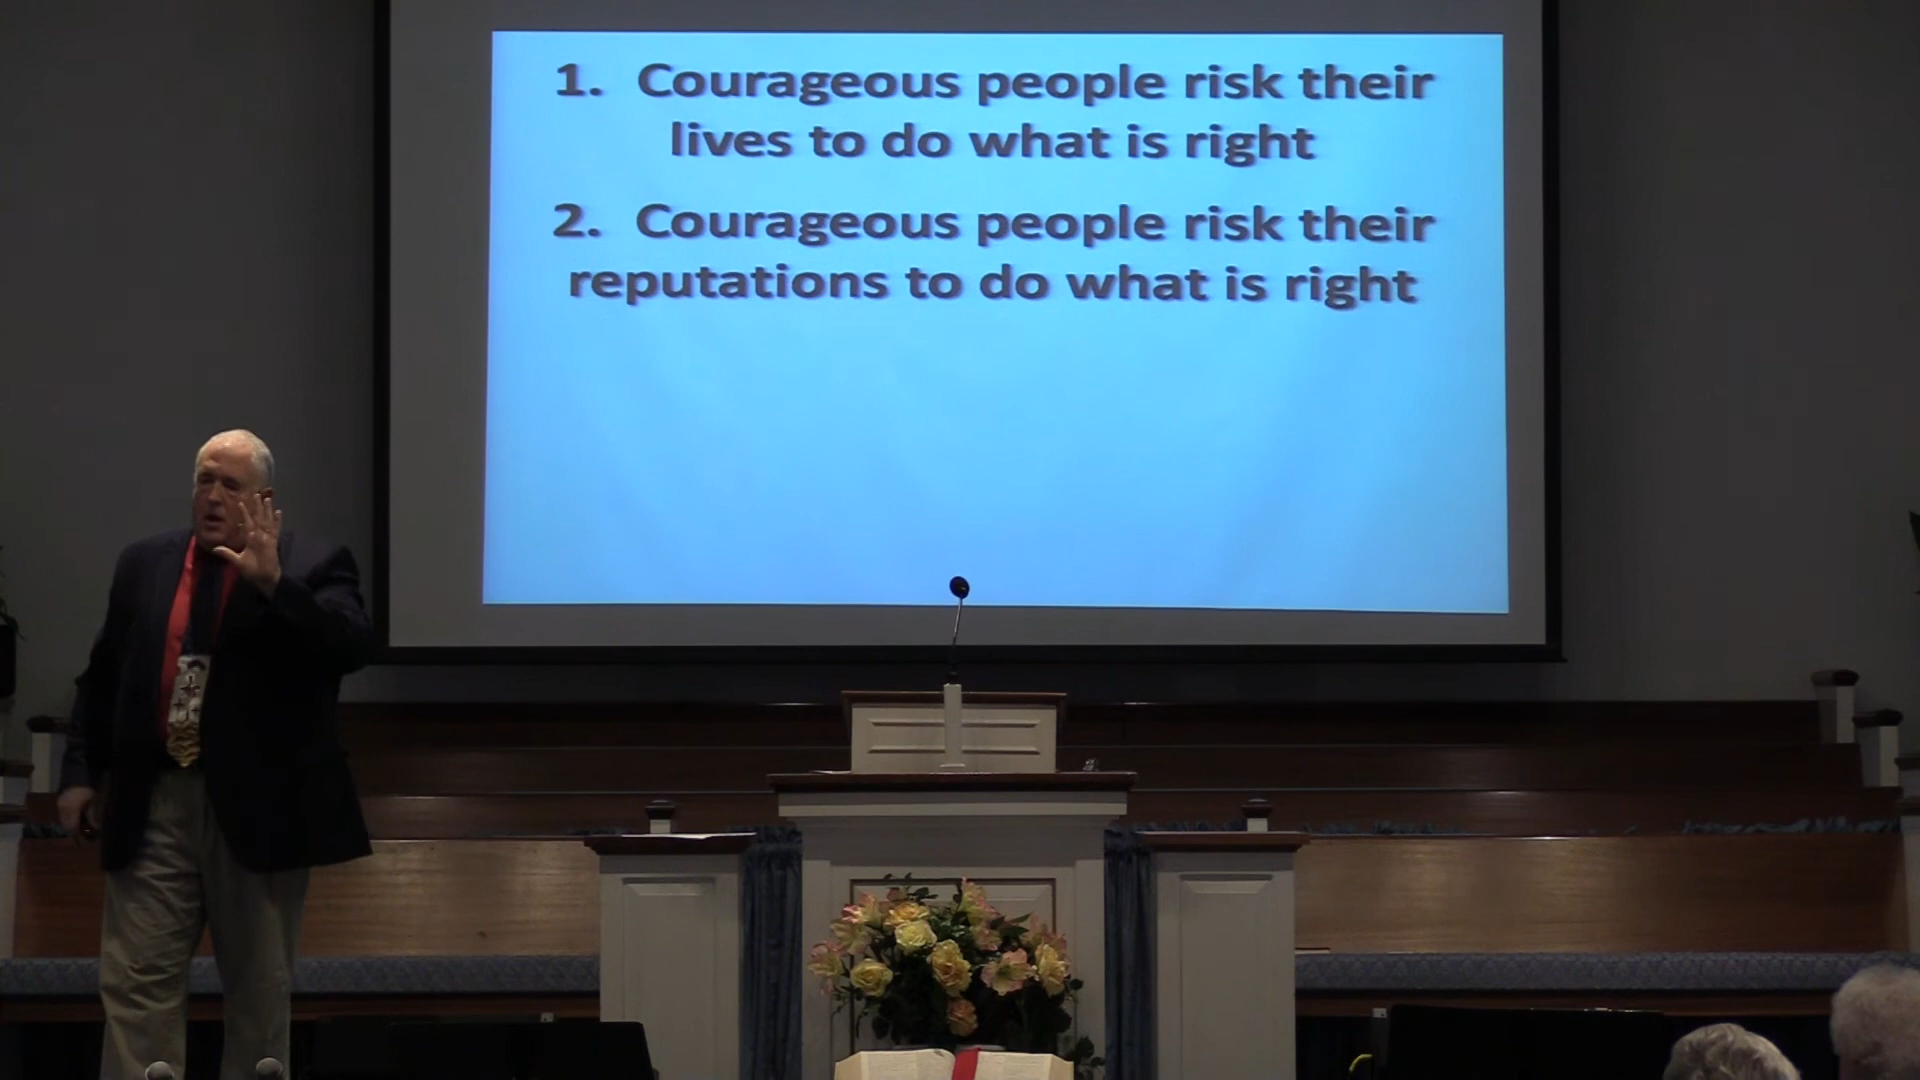 1. Courageous people risk their
lives to do what is right
2. Courageous people risk their
reputations to do what is right